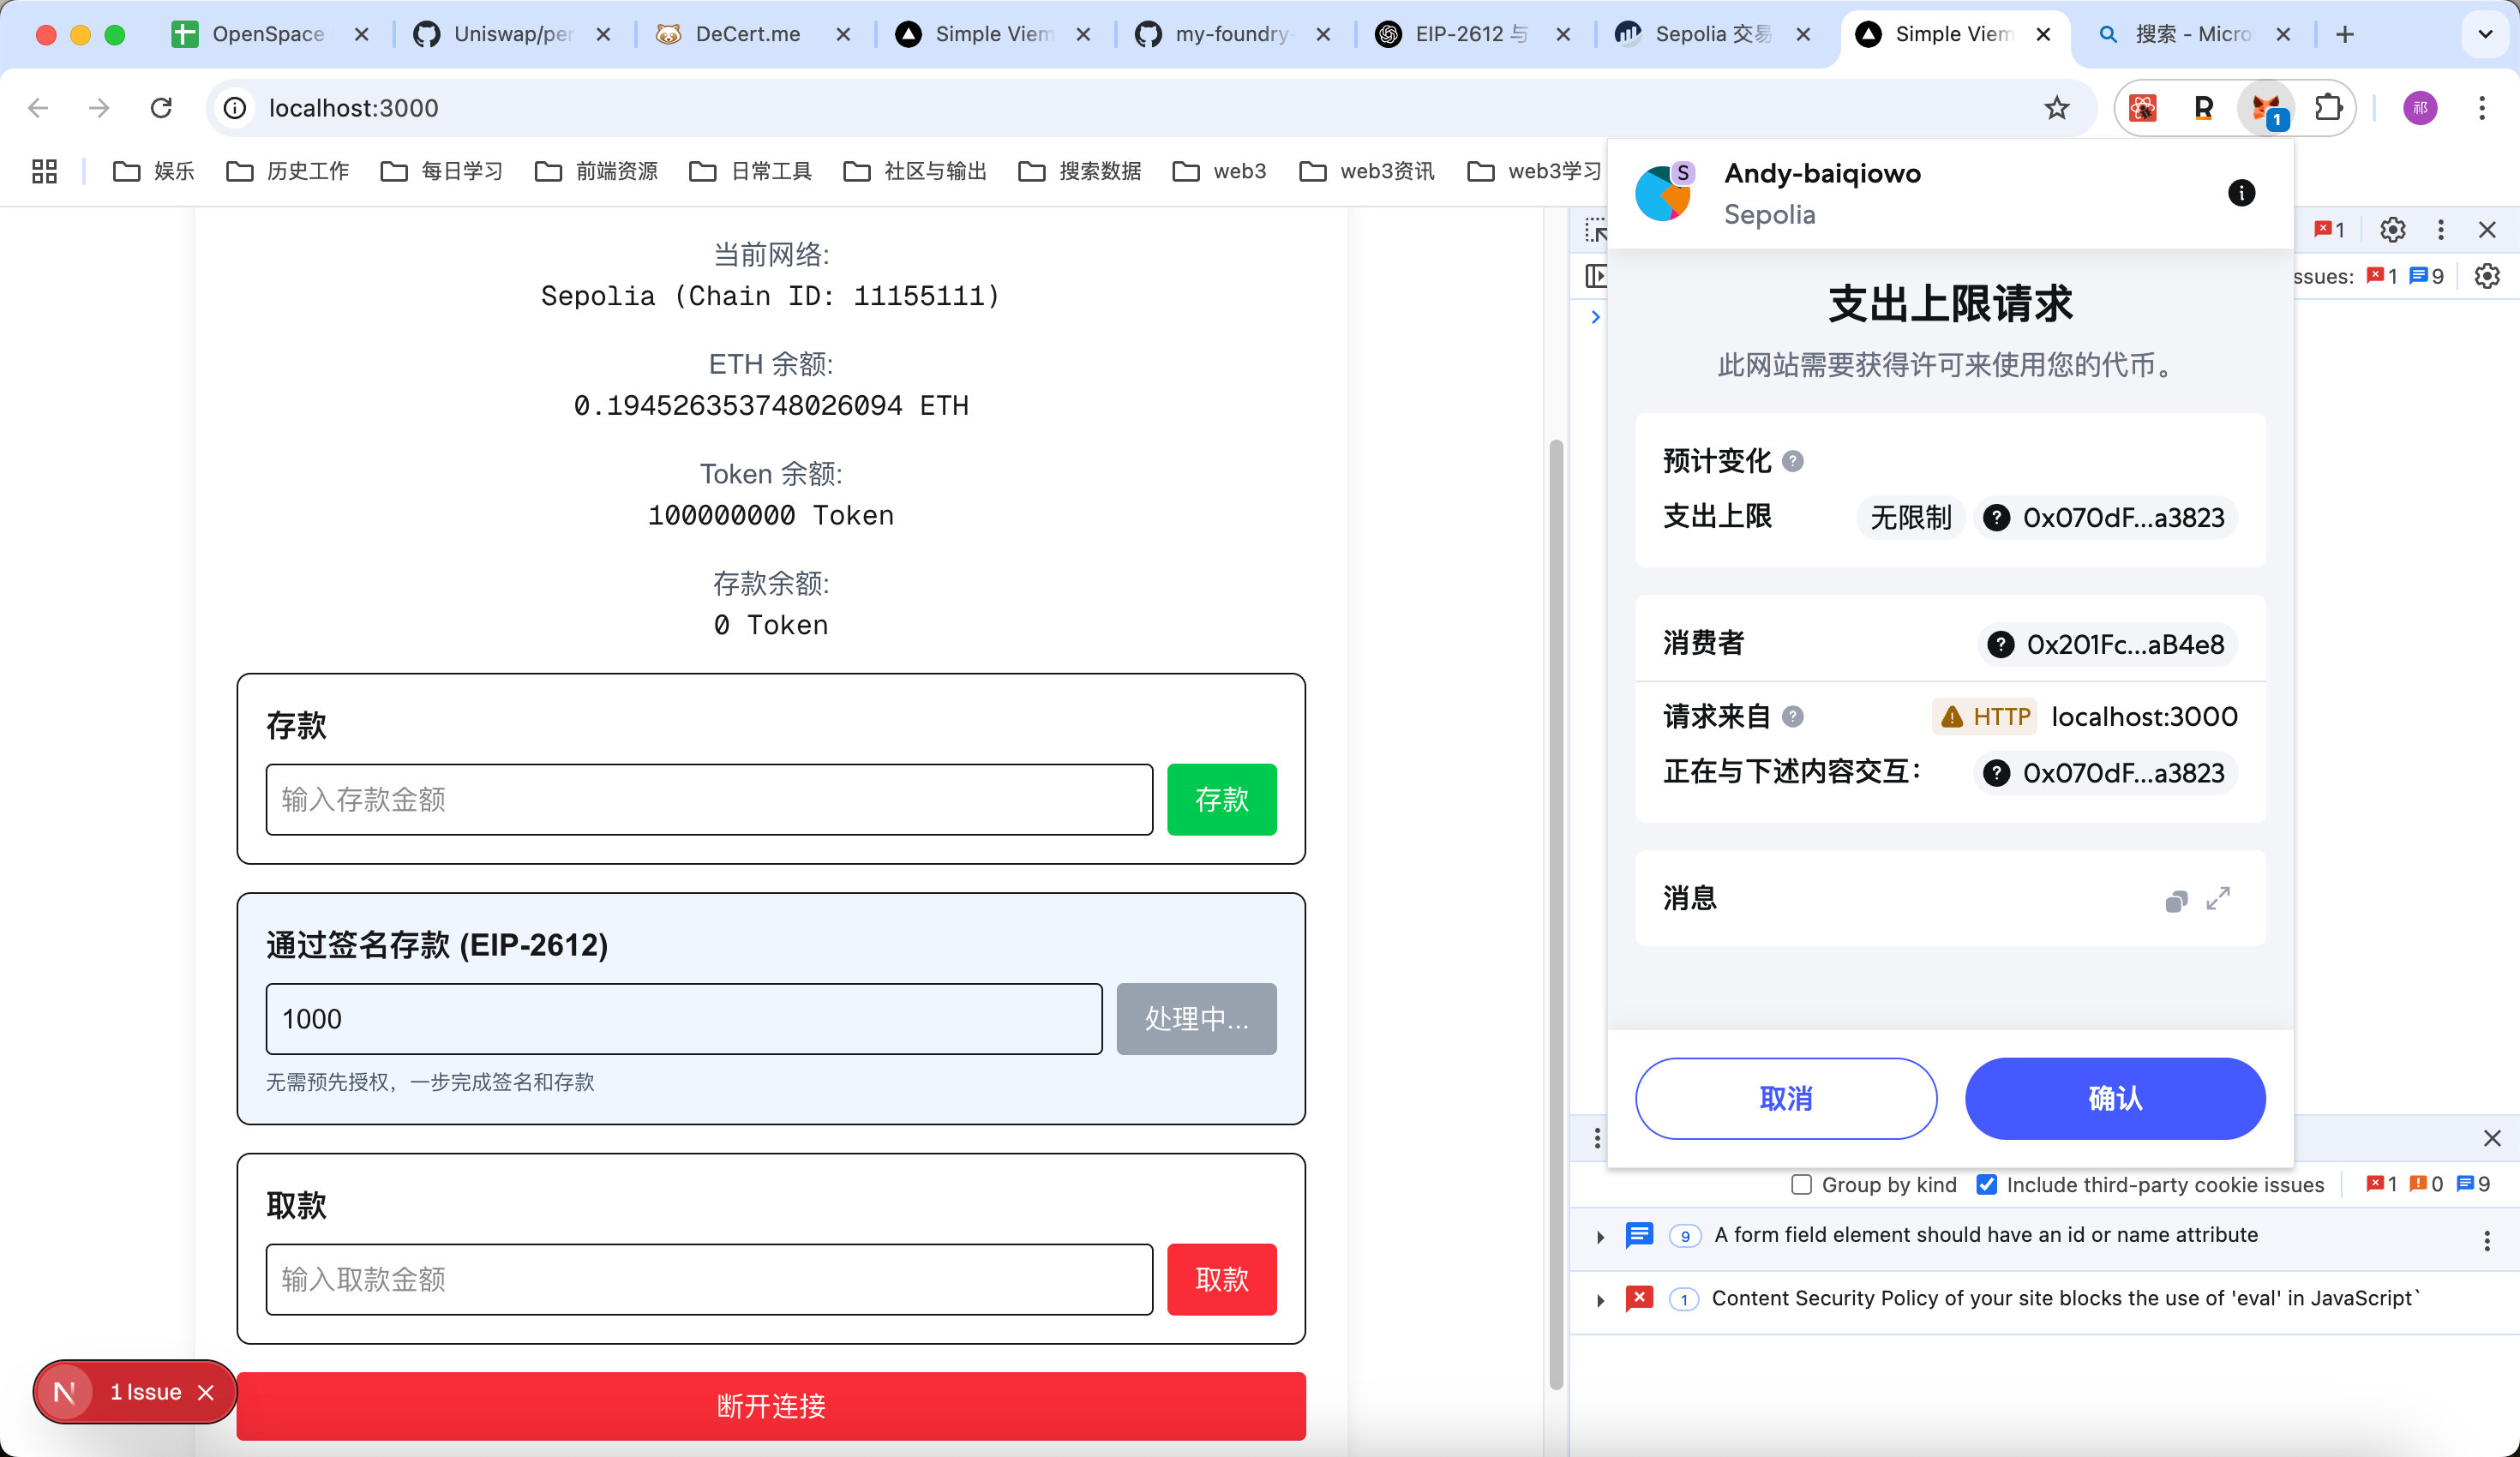 OpenSpace
Uniswap/per
DeCert.me
Simple Viem
my-foundry-
EIP-2612 与
Sepolia 交易
Simple Viem
搜索 - Micro
localhost:3000
R
1
祁
娱乐
历史工作
每日学习
前端资源
日常工具
社区与输出
搜索数据
web3
web3资讯
web3学习
当前网络:
Sepolia (Chain ID: 11155111)
ETH 余额:
0.194526353748026094 ETH
Token 余额:
100000000 Token
存款余额:
0 Token
存款
输入存款金额
存款
通过签名存款 (EIP-2612)
1000
处理中...
无需预先授权，一步完成签名和存款
取款
输入取款金额
取款
断开连接
N
1 Issue
S
Andy-baiqiowo
Sepolia
支出上限请求
此网站需要获得许可来使用您的代币。
预计变化
支出上限
无限制
0x070dF...a3823
消费者
0x201Fc...aB4e8
请求来自
HTTP
localhost:3000
正在与下述内容交互：
0x070dF...a3823
消息
取消
确认
1
ssues:
1
9
Group by kind
Include third-party cookie issues
1
0
9
9
A form field element should have an id or name attribute
1
Content Security Policy of your site blocks the use of 'eval' in JavaScript`